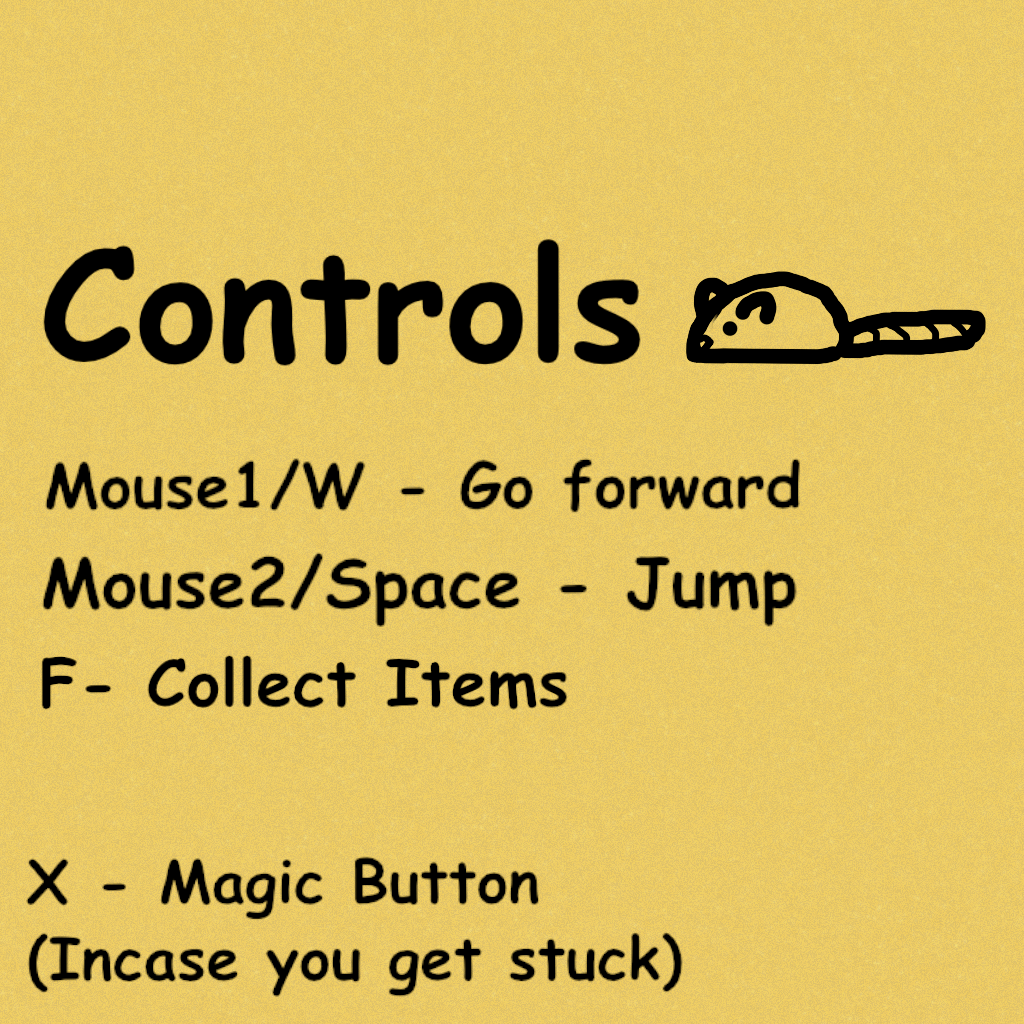 Controls
Mouse1/W - Go forward
Mouse2/Space - Jump
F- Collect Items
X - Magic Button
(Incase you get stuck)